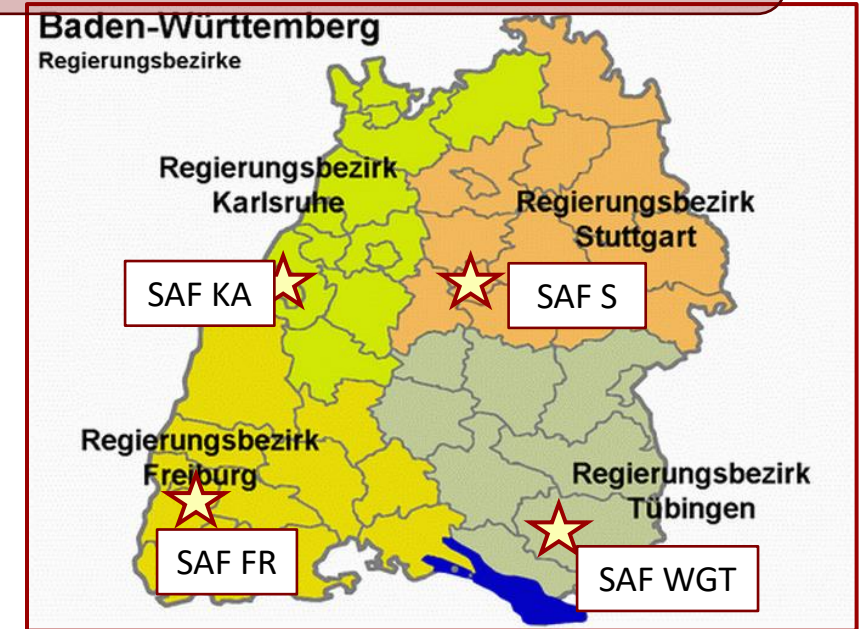 Baden-Württemberg
Regierungsbezirke
Regierungsbezirk
Karlsruhe
Regierungsbezirk
Stuttgart
SAF KA
SAF S
Regierungsbezirk
Freiburg
Regierungsbezirk
Tübingen
SAF FR
SAF WGT